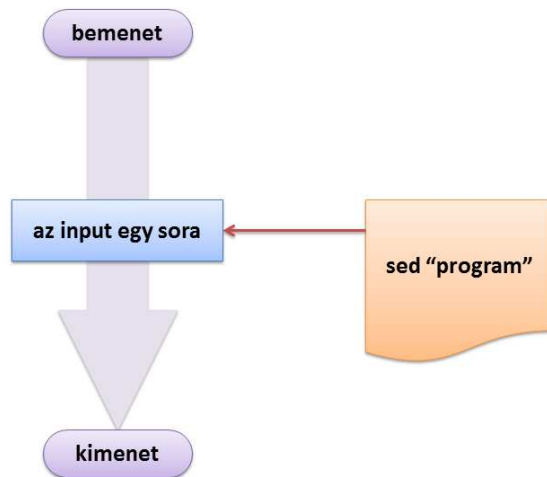 bemenet
az input egy sora
sed “program”
kimenet